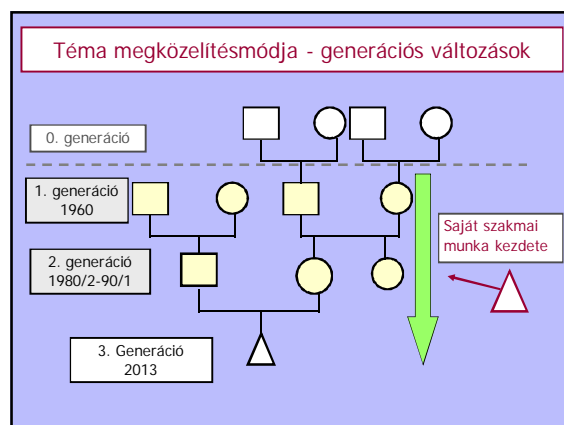 Téma megközelítésmódja - generációs változások
0. generáció
1. generáció
1960
Saját szakmai
munka kezdete
2. generáció
1980/2-90/1
3. Generáció
2013